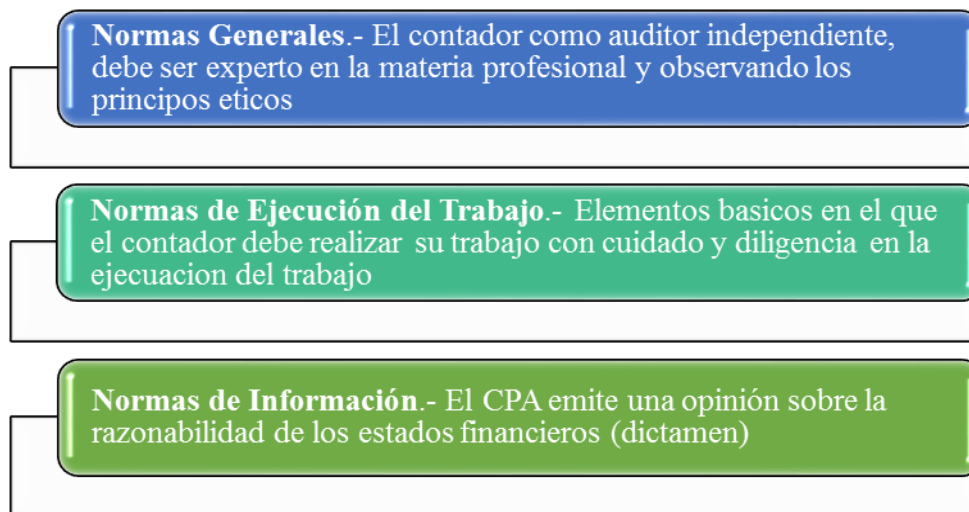 Normas Generales.- El contador como auditor independiente,
debe ser experto en la materia profesional y observando los
principos eticos
Normas de Ejecución del Trabajo.- Elementos basicos en el que
el contador debe realizar su trabajo con cuidado y diligencia en la
ejecuacion del trabajo
Normas de Información.- El CPA emite una opinión sobre la
razonabilidad de los estados financieros (dictamen)